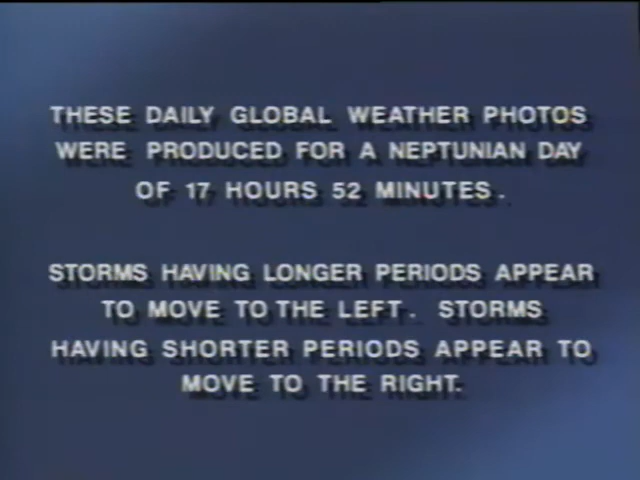 THESE DAILY GLOBAL WEATHER PHOTOS
WERE PRODUCED FOR A NEPTUNIAN DAY
OF 17 HOURS 52 MINUTES.
STORMS HAVING LONGER PERIODS APPEAR
TO MOVE TO THE LEFT. STORMS
HAVING SHORTER PERIODS APPEAR TO
MOVE TO THE RIGHT.